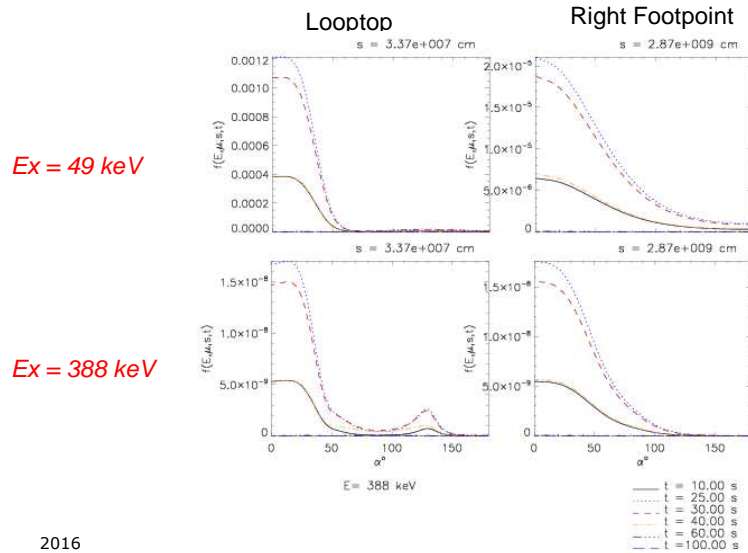 Looptop
Right Footpoint
s = 3.37e+007 cm
s = 2.87e+009 cm
Ex = 49 keV
f(E,μ,s,t)
0.0012
0.0010
0.0008
0.0006
0.0004
0.0002
0.0000
f(E,μ,s,t)
2.0×10⁻⁵
1.5×10⁻⁵
1.0×10⁻⁵
5.0×10⁻⁶
0
s = 3.37e+007 cm
s = 2.87e+009 cm
Ex = 388 keV
f(E,μ,s,t)
1.5×10⁻⁸
1.0×10⁻⁸
5.0×10⁻⁹
0
0 50 100 150
α°
f(E,μ,s,t)
1.5×10⁻⁸
1.0×10⁻⁸
5.0×10⁻⁹
0
0 50 100 150
α°
E= 388 keV
t = 10.00 s
t = 25.00 s
t = 30.00 s
t = 40.00 s
t = 60.00 s
t =100.00 s
2016